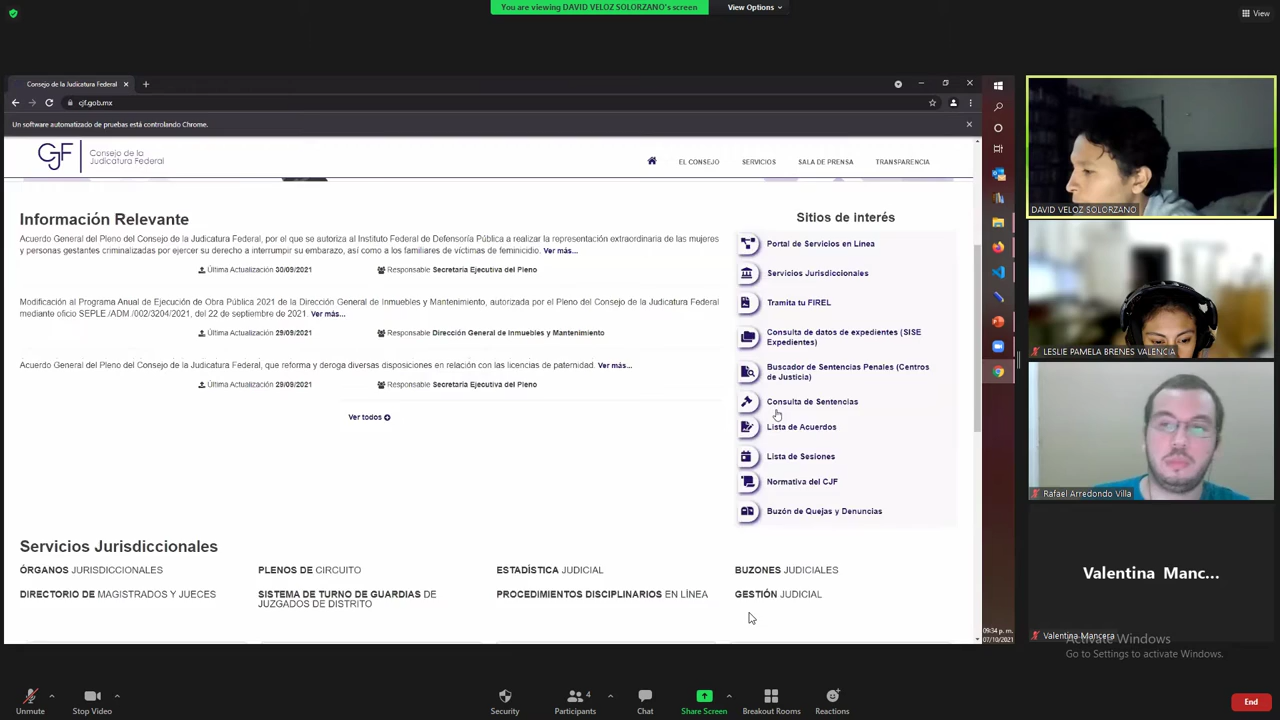 You are viewing DAVID VELOZ SOLORZANO's screen
View Options
View
Consejo de la Judicatura Federal
cjf.gob.mx
Un software automatizado de pruebas está controlando Chrome.
CJF
Consejo de la
Judicatura Federal
EL CONSEJO
SERVICIOS
SALA DE PRENSA
TRANSPARENCIA
Información Relevante
Acuerdo General del Pleno del Consejo de la Judicatura Federal, por el que se autoriza al Instituto Federal de Defensoría Pública a realizar la representación extraordinaria de las mujeres
y personas gestantes criminalizadas por ejercer su derecho a interrumpir su embarazo, así como a los familiares de víctimas de feminicidio. Ver más...
Última Actualización 30/09/2021
Responsable Secretaría Ejecutiva del Pleno
Modificación al Programa Anual de Ejecución de Obra Pública 2021 de la Dirección General de Inmuebles y Mantenimiento, autorizada por el Pleno del Consejo de la Judicatura Federal
mediante oficio SEPLE./ADM /002/3204/2021, del 22 de septiembre de 2021. Ver más...
Última Actualización 29/09/2021
Responsable Dirección General de Inmuebles y Mantenimiento
Acuerdo General del Pleno del Consejo de la Judicatura Federal, que reforma y deroga diversas disposiciones en relación con las licencias de paternidad. Ver más...
Última Actualización 29/09/2021
Responsable Secretaría Ejecutiva del Pleno
Ver todos
Sitios de interés
Portal de Servicios en Línea
Servicios Jurisdiccionales
Tramita tu FIREL
Consulta de datos de expedientes (SISE
Expedientes)
Buscador de Sentencias Penales (Centros
de Justicia)
Consulta de Sentencias
Lista de Acuerdos
Lista de Sesiones
Normativa del CJF
Buzón de Quejas y Denuncias
Servicios Jurisdiccionales
ÓRGANOS JURISDICCIONALES
PLENOS DE CIRCUITO
ESTADÍSTICA JUDICIAL
BUZONES JUDICIALES
DIRECTORIO DE MAGISTRADOS Y JUECES
SISTEMA DE TURNO DE GUARDIAS DE
JUZGADOS DE DISTRITO
PROCEDIMIENTOS DISCIPLINARIOS EN LÍNEA
GESTIÓN JUDICIAL
09:34 p. m.
07/10/2021
DAVID VELOZ SOLORZANO
LESLIE PAMELA BRENES VALENCIA
Rafael Arredondo Villa
Valentina Manc...
Valentina Mancera
Activate Windows
Go to Settings to activate Windows.
Unmute
Stop Video
Security
Participants
4
Chat
Share Screen
Breakout Rooms
Reactions
End